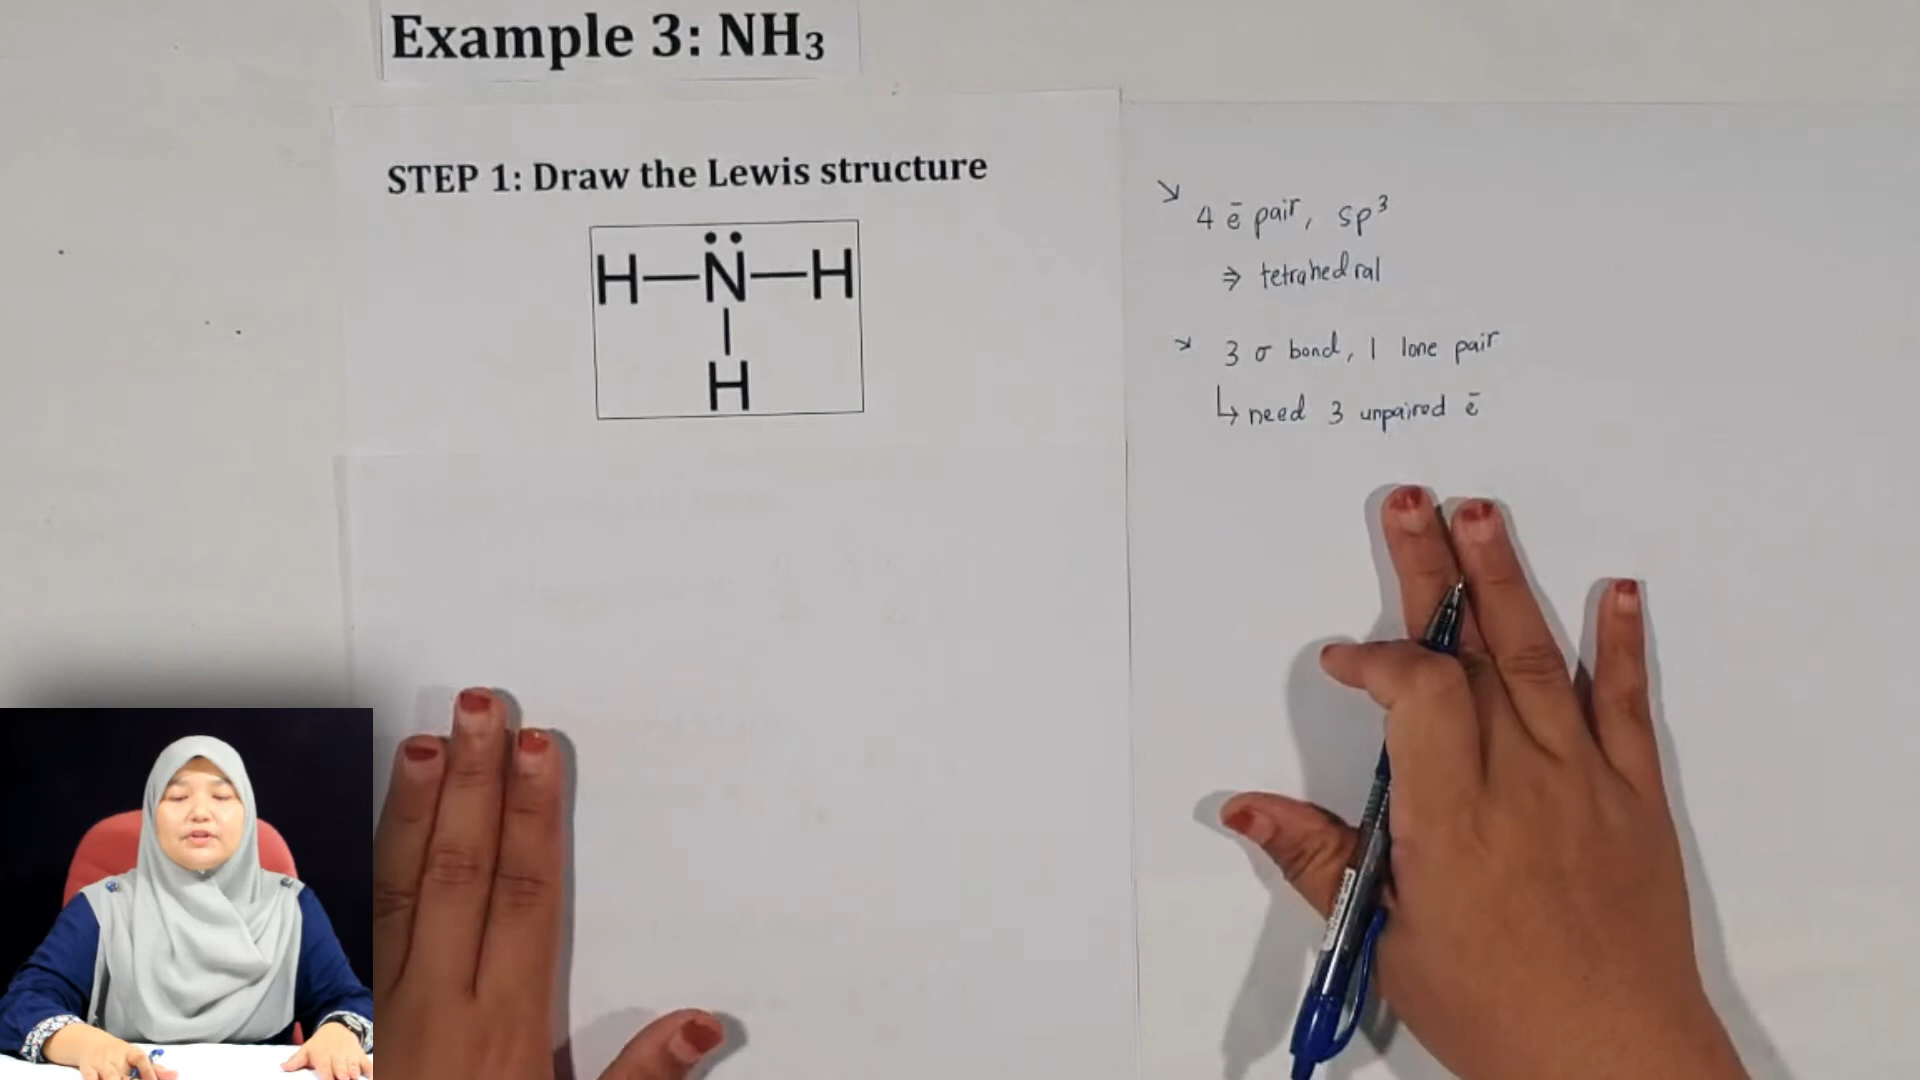 Example 3: NH₃
STEP 1: Draw the Lewis structure
H—N̈—H
|
H
↘ 4 ē pair, sp³
⇒ tetrahedral
↘ 3 σ bond, 1 lone pair
↳ need 3 unpaired ē